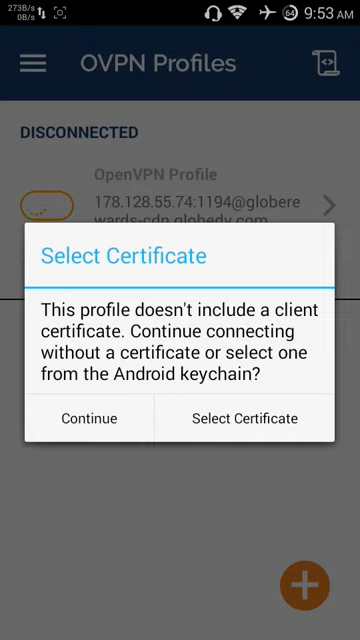 273B/s
0B/s
64
9:53 AM
OVPN Profiles
DISCONNECTED
OpenVPN Profile
178.128.55.74:1194@globere
wards-cdn.globedv.com
Select Certificate
This profile doesn't include a client
certificate. Continue connecting
without a certificate or select one
from the Android keychain?
Continue
Select Certificate